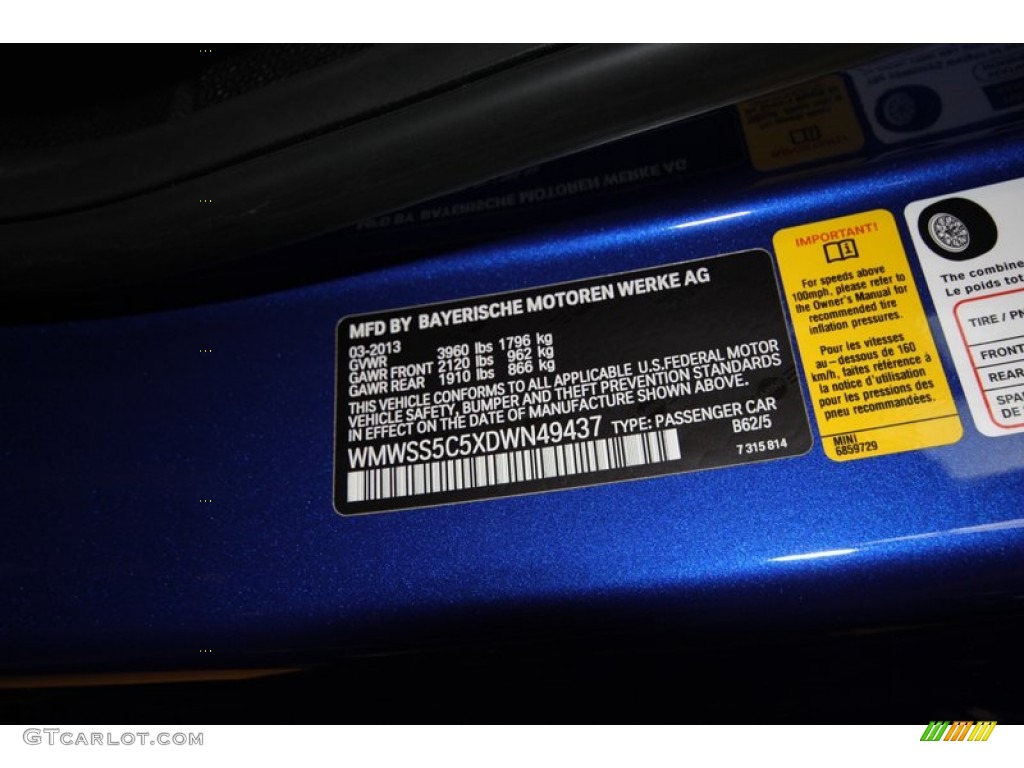 MFD BY BAYERISCHE MOTOREN WERKE AG
03-2013
GVWR 3960 lbs 1796 kg
GAWR FRONT 2120 lbs 962 kg
GAWR REAR 1910 lbs 866 kg
THIS VEHICLE CONFORMS TO ALL APPLICABLE U.S.FEDERAL MOTOR
VEHICLE SAFETY, BUMPER AND THEFT PREVENTION STANDARDS
IN EFFECT ON THE DATE OF MANUFACTURE SHOWN ABOVE.
WMWSS5C5XDWN49437 TYPE: PASSENGER CAR
B62/5
7 315 814
IMPORTANT!
For speeds above
100mph, please refer to
the Owner's Manual for
recommended tire
inflation pressures.
Pour les vitesses
au-dessous de 160
km/h, faites référence à
la notice d'utilisation
pour les pressions des
pneu recommandées.
MINI
6859729
The combine
Le poids tot
TIRE / PN
FRONT
REAR
SPA
DE
GTCARLOT.COM